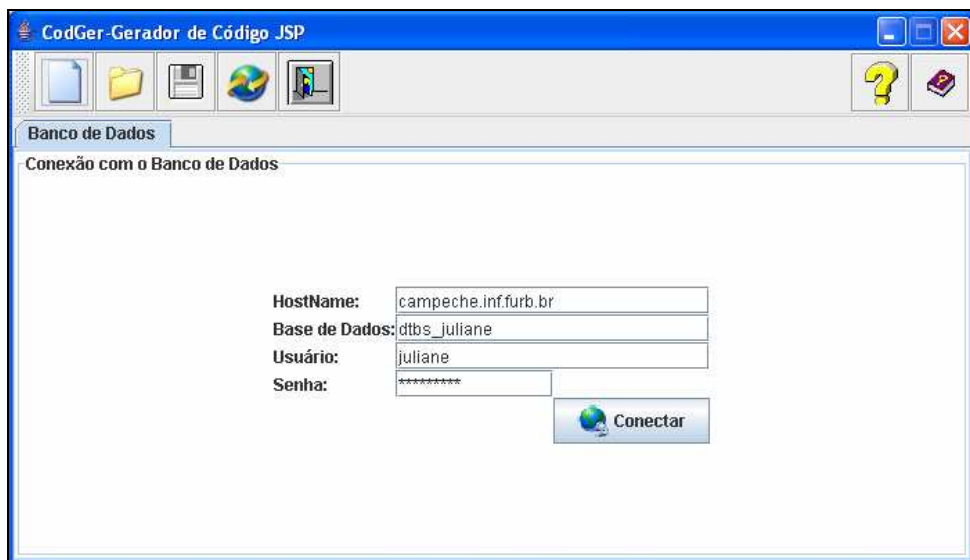 CodGer-Gerador de Código JSP
Banco de Dados
Conexão com o Banco de Dados
HostName: campeche.inf.furb.br
Base de Dados: dtbs_juliane
Usuário: juliane
Senha: *********
Conectar